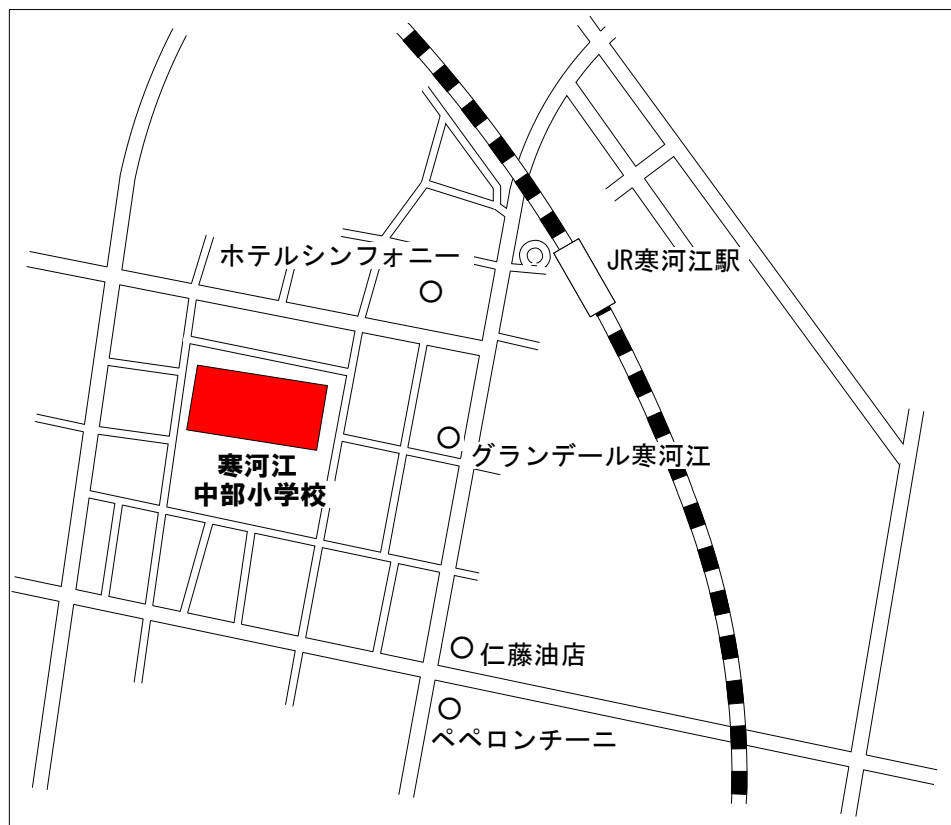 ホテルシンフォニー
JR寒河江駅
グランデール寒河江
寒河江
中部小学校
仁藤油店
ペペロンチーニ